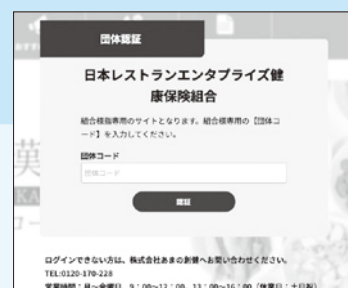 団体認証
日本レストランエンタプライズ健
康保険組合
組合様専用のサイトとなります。組合様専用の【団体コ
ード】を入力してください。
団体コード
団体コード
認証
ログインできない方は、株式会社あまの創健へお問い合わせください。
TEL:0120-170-228
営業時間：月〜金曜日 9：00〜12：00、13：00〜16：00（休業日：土日祝）